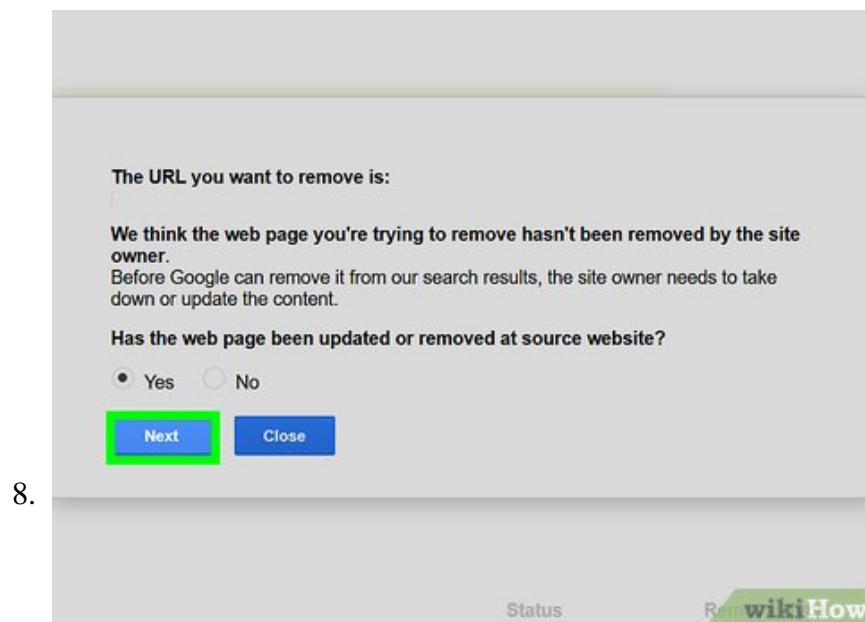 The URL you want to remove is:
We think the web page you're trying to remove hasn't been removed by the site
owner.
Before Google can remove it from our search results, the site owner needs to take
down or update the content.
Has the web page been updated or removed at source website?
Yes No
Next Close
8.
Status
wikiHow